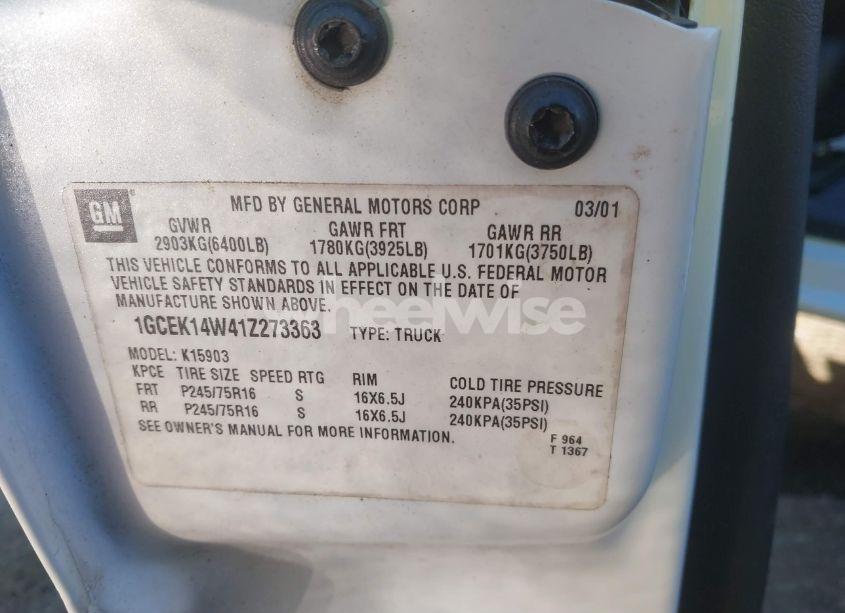 GM
MFD BY GENERAL MOTORS CORP 03/01
GVWR GAWR FRT GAWR RR
2903KG(6400LB) 1780KG(3925LB) 1701KG(3750LB)
THIS VEHICLE CONFORMS TO ALL APPLICABLE U.S. FEDERAL MOTOR
VEHICLE SAFETY STANDARDS IN EFFECT ON THE DATE OF
MANUFACTURE SHOWN ABOVE.
wheelwise
1GCEK14W41Z273363 TYPE: TRUCK
MODEL: K15903
KPCE TIRE SIZE SPEED RTG RIM COLD TIRE PRESSURE
FRT P245/75R16 S 16X6.5J 240KPA(35PSI)
RR P245/75R16 S 16X6.5J 240KPA(35PSI)
SEE OWNER'S MANUAL FOR MORE INFORMATION.
F 964
T 1367